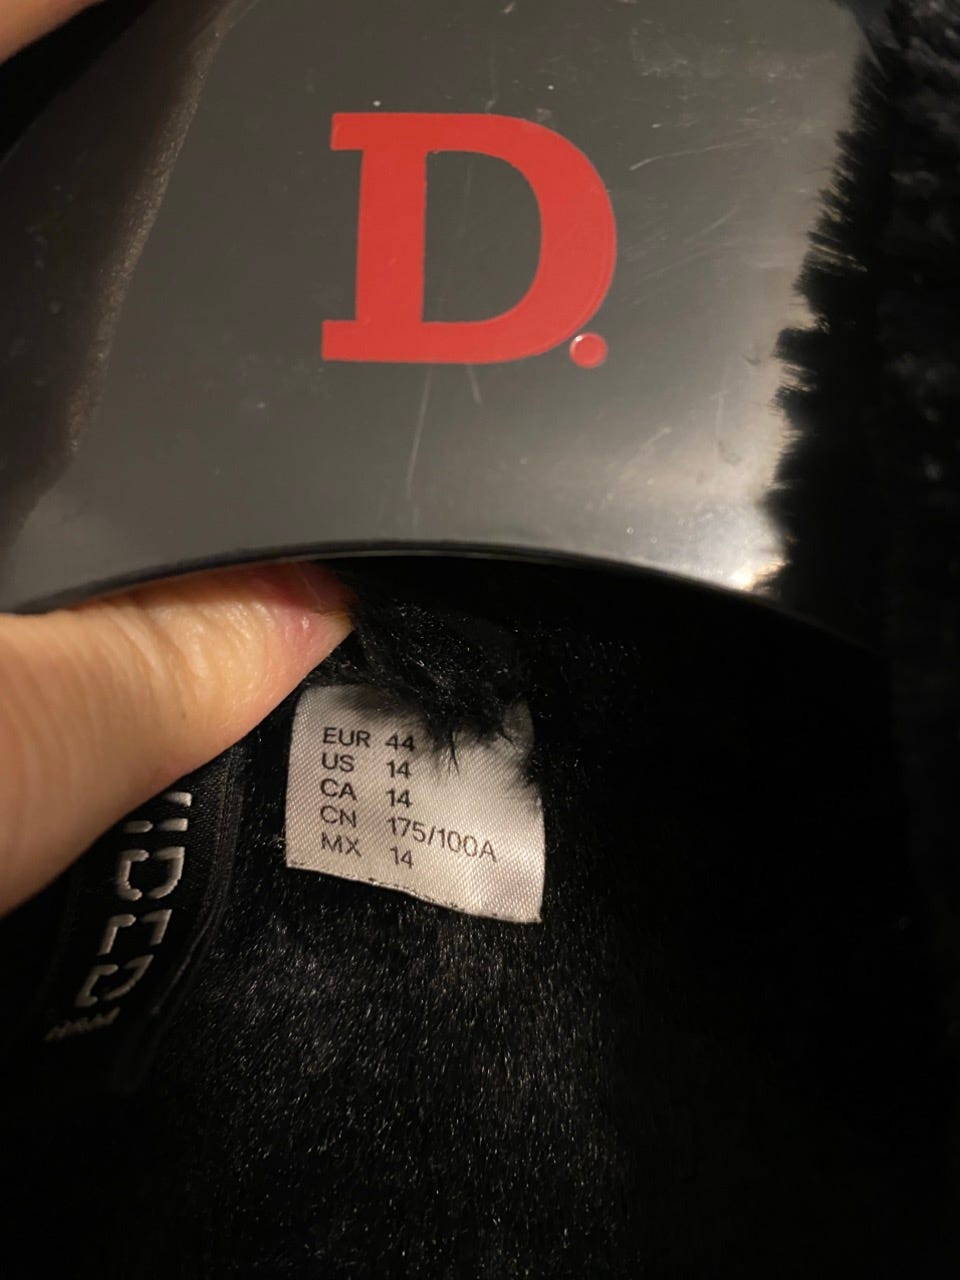 D.
EUR 44
US 14
CA 14
CN 175/100A
MX 14